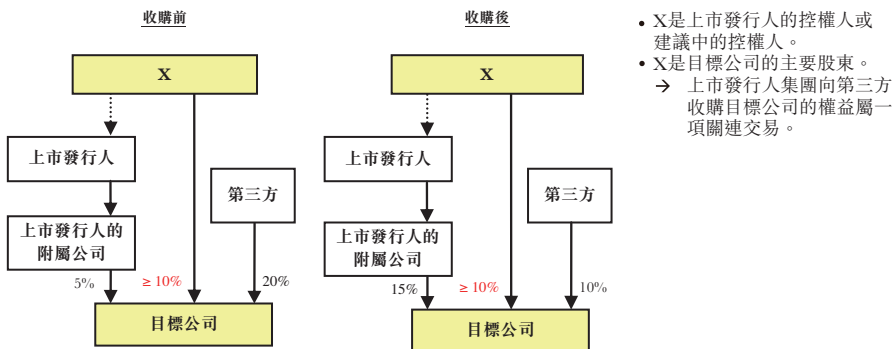 收購前
X
上市發行人
第三方
上市發行人的
附屬公司
5%
≥ 10%
20%
目標公司
收購後
X
上市發行人
第三方
上市發行人的
附屬公司
15%
≥ 10%
10%
目標公司
• X是上市發行人的控權人或
建議中的控權人。
• X是目標公司的主要股東。
→ 上市發行人集團向第三方
收購目標公司的權益屬一
項關連交易。